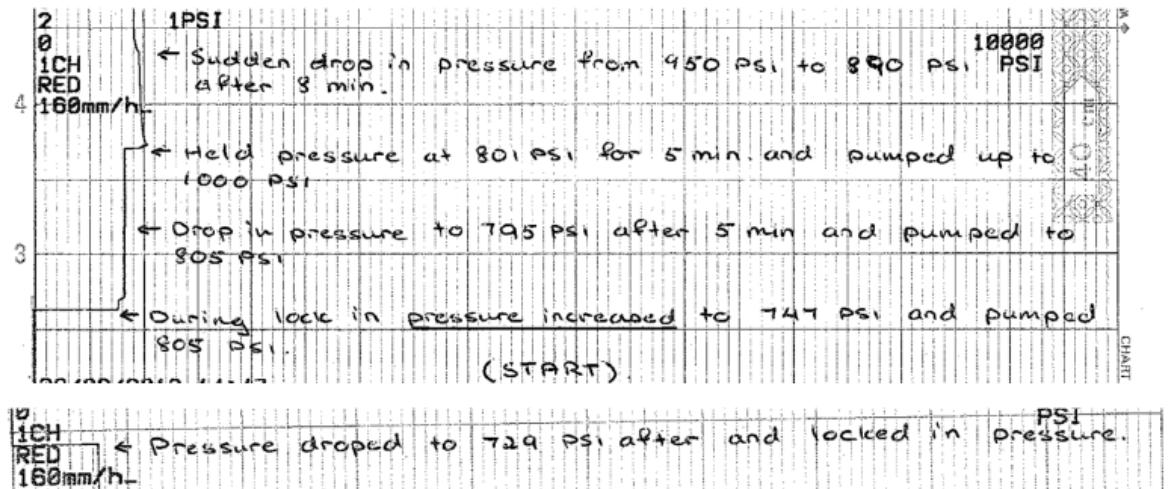 2 1PSI
0 10000
1CH ← Sudden drop in pressure from 950 psi to 890 psi PSI
RED after 8 min.
4 160mm/h
← Held pressure at 801 psi for 5 min. and pumped up to
1000 psi
40 cm
← Drop in pressure to 795 psi after 5 min and pumped to
3 805 psi
← During lock in pressure increased to 747 psi and pumped
805 psi.
CHART
(START)
0 PSI
1CH ← Pressure droped to 729 psi after and locked in pressure.
RED
160mm/h